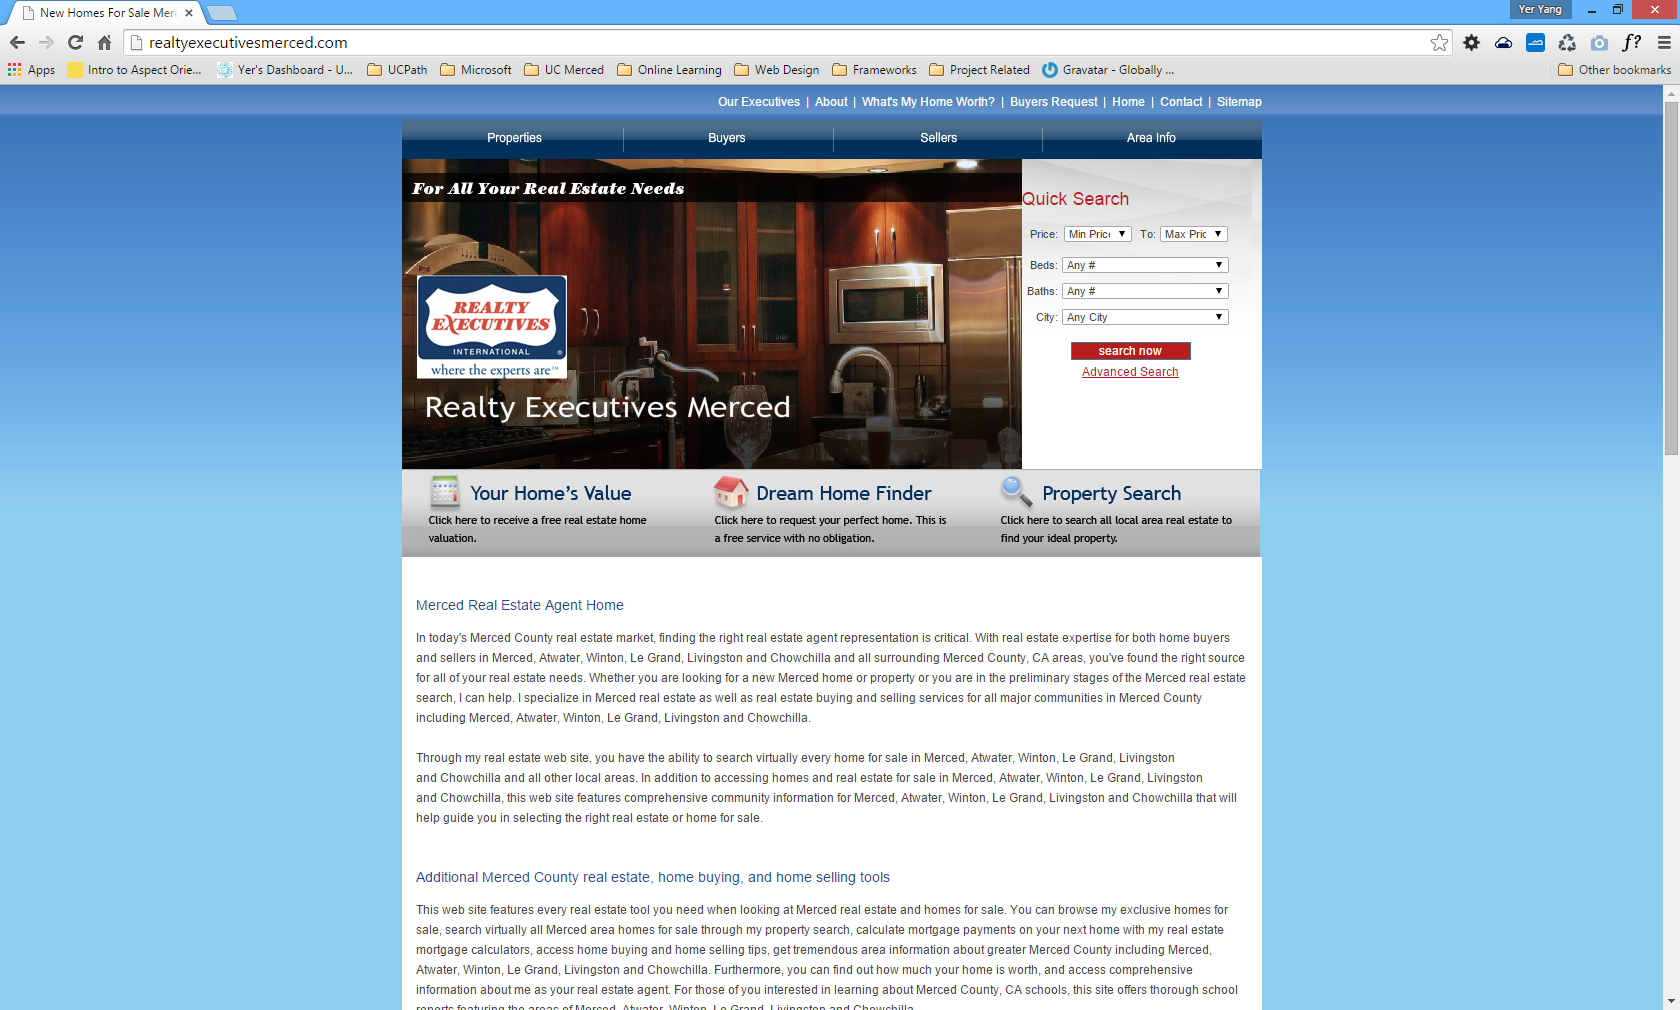 New Homes For Sale Merc
Yer Yang
realtyexecutivesmerced.com
f?
Apps Intro to Aspect Orie... Yer's Dashboard - U... UCPath Microsoft UC Merced Online Learning Web Design Frameworks Project Related Gravatar - Globally ... Other bookmarks
Our Executives | About | What's My Home Worth? | Buyers Request | Home | Contact | Sitemap
Properties Buyers Sellers Area Info
For All Your Real Estate Needs
REALTY
EXECUTIVES
INTERNATIONAL ®
where the experts are™
Realty Executives Merced
Quick Search
Price: Min Price To: Max Pric
Beds: Any #
Baths: Any #
City: Any City
search now
Advanced Search
Your Home's Value
Click here to receive a free real estate home
valuation.
Dream Home Finder
Click here to request your perfect home. This is
a free service with no obligation.
Property Search
Click here to search all local area real estate to
find your ideal property.
Merced Real Estate Agent Home
In today's Merced County real estate market, finding the right real estate agent representation is critical. With real estate expertise for both home buyers
and sellers in Merced, Atwater, Winton, Le Grand, Livingston and Chowchilla and all surrounding Merced County, CA areas, you've found the right source
for all of your real estate needs. Whether you are looking for a new Merced home or property or you are in the preliminary stages of the Merced real estate
search, I can help. I specialize in Merced real estate as well as real estate buying and selling services for all major communities in Merced County
including Merced, Atwater, Winton, Le Grand, Livingston and Chowchilla.
Through my real estate web site, you have the ability to search virtually every home for sale in Merced, Atwater, Winton, Le Grand, Livingston
and Chowchilla and all other local areas. In addition to accessing homes and real estate for sale in Merced, Atwater, Winton, Le Grand, Livingston
and Chowchilla, this web site features comprehensive community information for Merced, Atwater, Winton, Le Grand, Livingston and Chowchilla that will
help guide you in selecting the right real estate or home for sale.
Additional Merced County real estate, home buying, and home selling tools
This web site features every real estate tool you need when looking at Merced real estate and homes for sale. You can browse my exclusive homes for
sale, search virtually all Merced area homes for sale through my property search, calculate mortgage payments on your next home with my real estate
mortgage calculators, access home buying and home selling tips, get tremendous area information about greater Merced County including Merced,
Atwater, Winton, Le Grand, Livingston and Chowchilla. Furthermore, you can find out how much your home is worth, and access comprehensive
information about me as your real estate agent. For those of you interested in learning about Merced County, CA schools, this site offers thorough school
reports featuring the areas of Merced, Atwater, Winton, Le Grand, Livingston and Chowchilla.